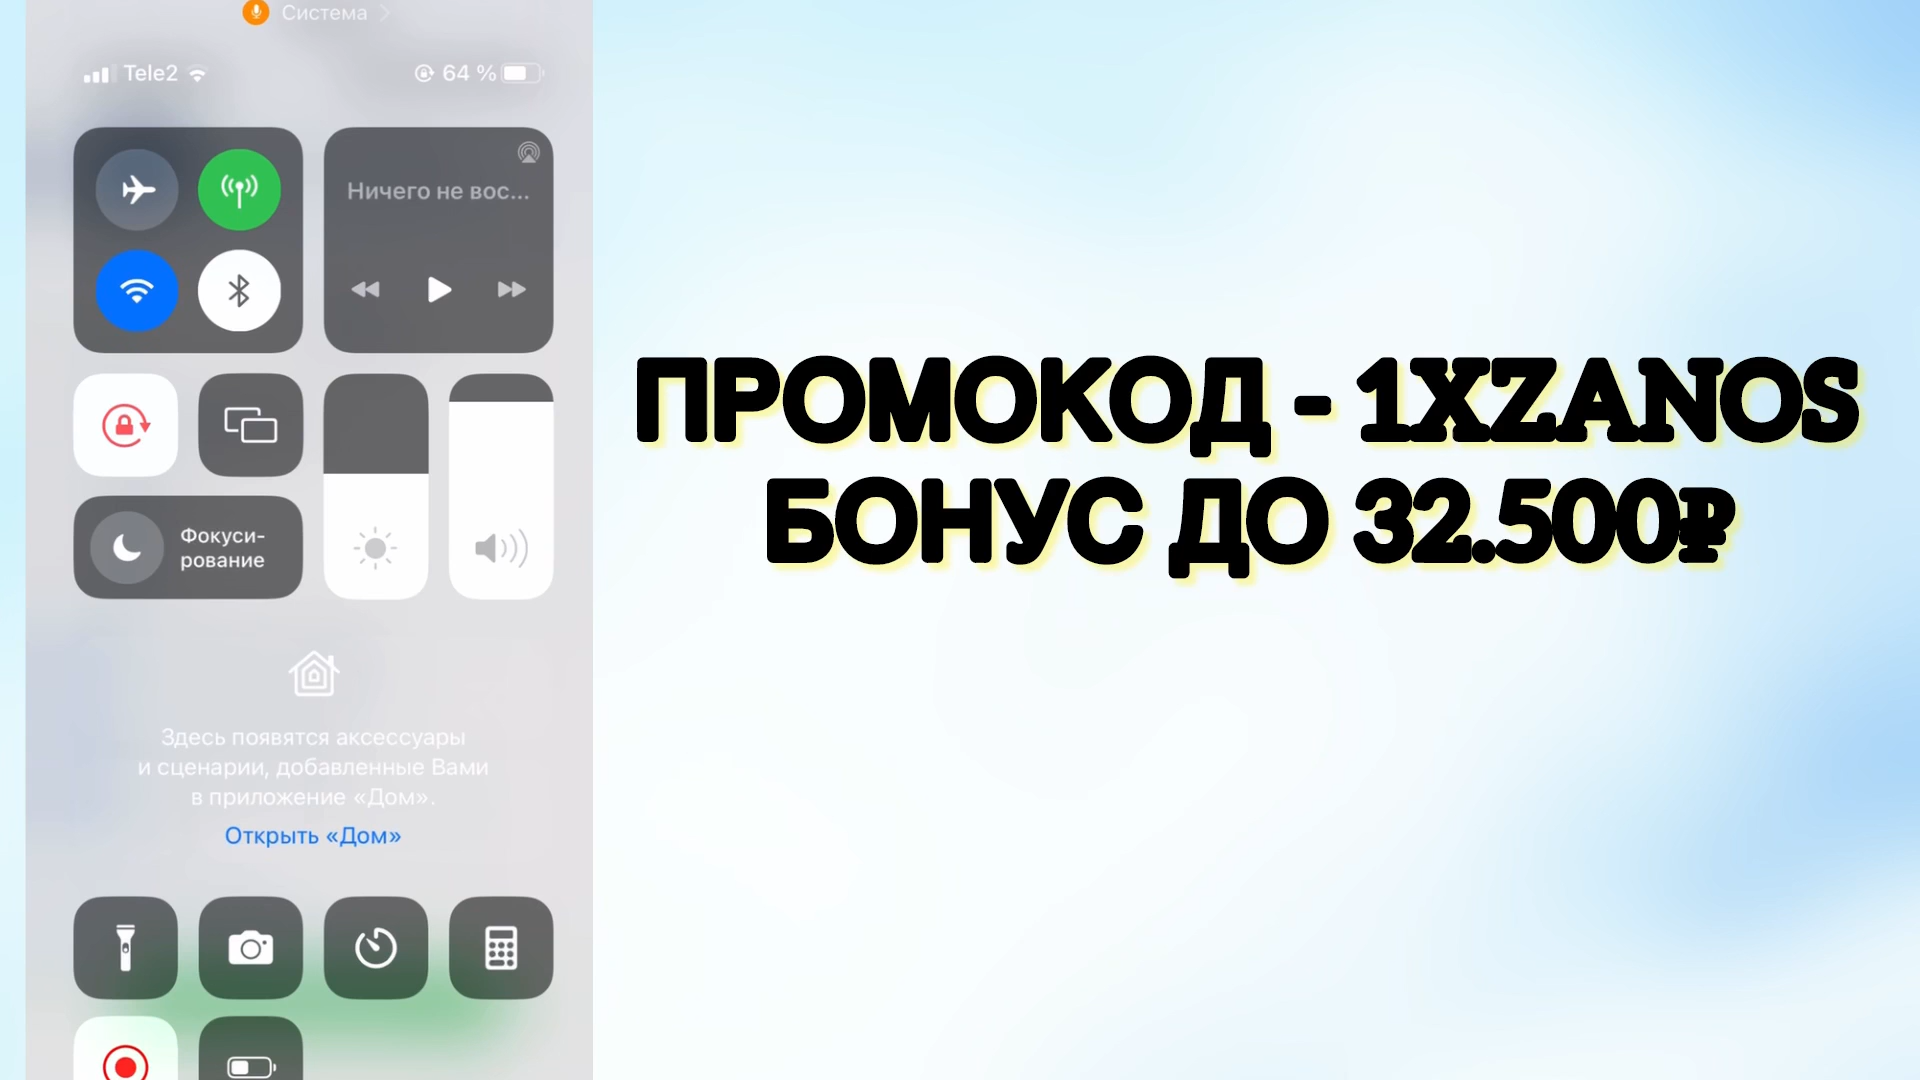 Система
Tele2
64 %
Ничего не вос...
Фокуси-
рование
Здесь появятся аксессуары
и сценарии, добавленные Вами
в приложение «Дом».
Открыть «Дом»
ПРОМОКОД - 1XZANOS
БОНУС ДО 32.500₽